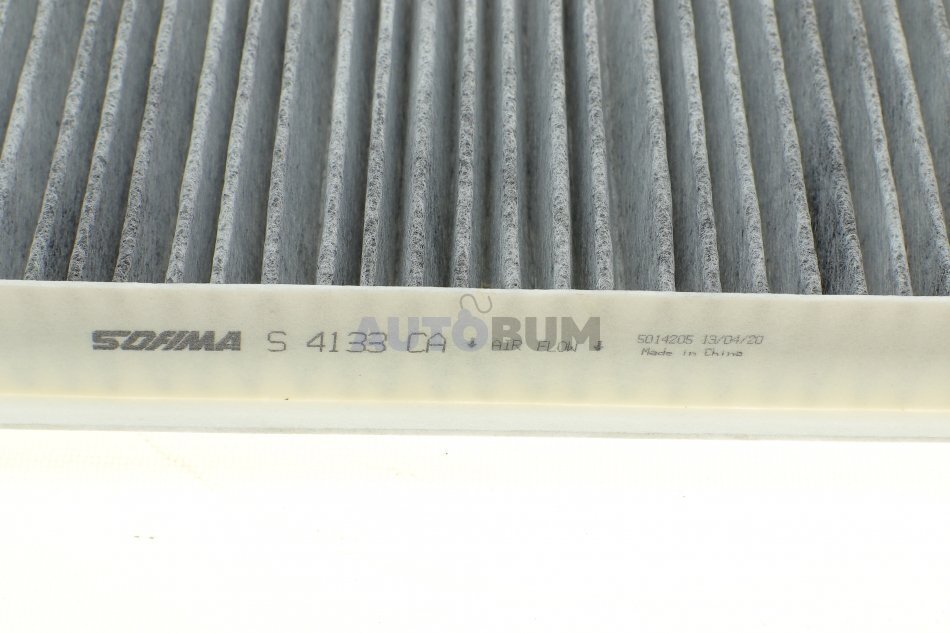 SOFIMA S 4133 CA ↓ AIR FLOW ↓ 5014205 13/04/20
Made in China
AUTOBUM